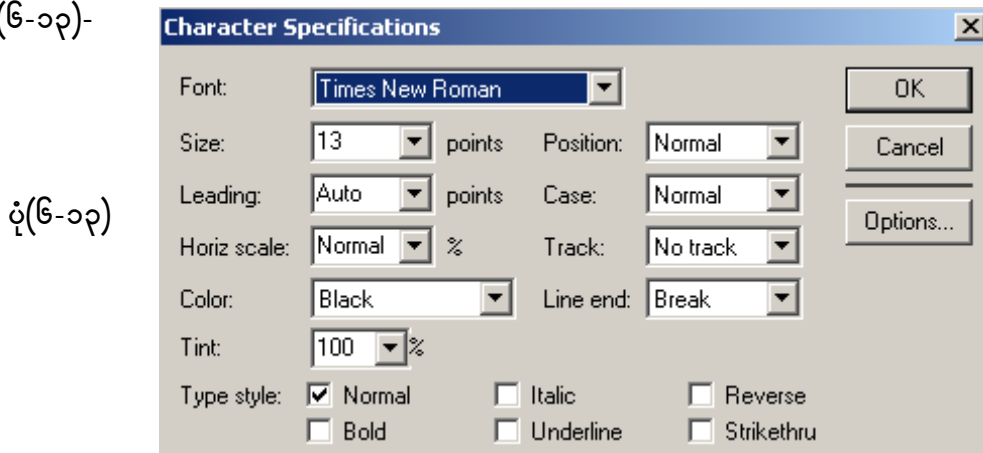 (၆-၁၃)-
Character Specifications
Font: Times New Roman OK
Size: 13 points Position: Normal Cancel
Leading: Auto points Case: Normal
ပုံ(၆-၁၃) Options...
Horiz scale: Normal % Track: No track
Color: Black Line end: Break
Tint: 100 %
Type style: Normal Italic Reverse
Bold Underline Strikethru